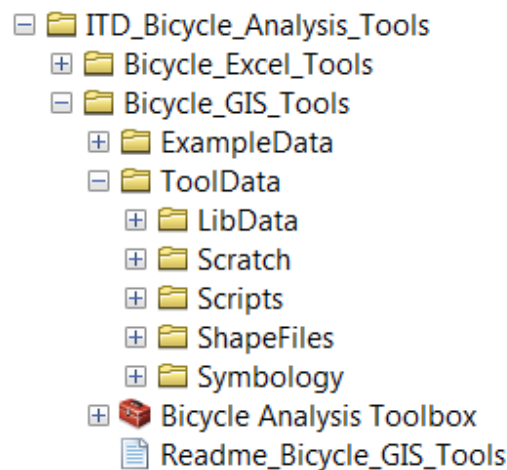 ITD_Bicycle_Analysis_Tools
Bicycle_Excel_Tools
Bicycle_GIS_Tools
ExampleData
ToolData
LibData
Scratch
Scripts
ShapeFiles
Symbology
Bicycle Analysis Toolbox
Readme_Bicycle_GIS_Tools